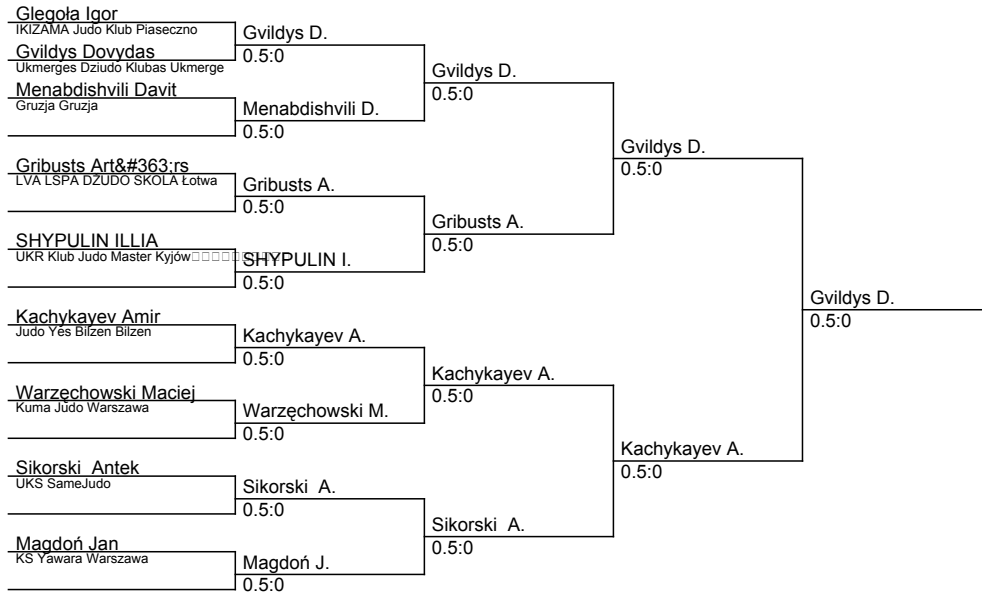 Glegoła Igor
IKIZAMA Judo Klub Piaseczno
Gvildys Dovydas
Ukmerges Dziudo Klubas Ukmerge
Menabdishvili Davit
Gruzja Gruzja
Gribusts Art&#363;rs
LVA LSPA DŽUDO SKOLA Łotwa
SHYPULIN ILLIA
UKR Klub Judo Master Kyjów
Kachykayev Amir
Judo Yes Bilzen Bilzen
Warzęchowski Maciej
Kuma Judo Warszawa
Sikorski  Antek
UKS SameJudo
Magdoń Jan
KS Yawara Warszawa
Gvildys D.
0.5:0
Menabdishvili D.
0.5:0
Gribusts A.
0.5:0
SHYPULIN I.
0.5:0
Kachykayev A.
0.5:0
Warzęchowski M.
0.5:0
Sikorski  A.
0.5:0
Magdoń J.
0.5:0
Gvildys D.
0.5:0
Gribusts A.
0.5:0
Kachykayev A.
0.5:0
Sikorski  A.
0.5:0
Gvildys D.
0.5:0
Kachykayev A.
0.5:0
Gvildys D.
0.5:0